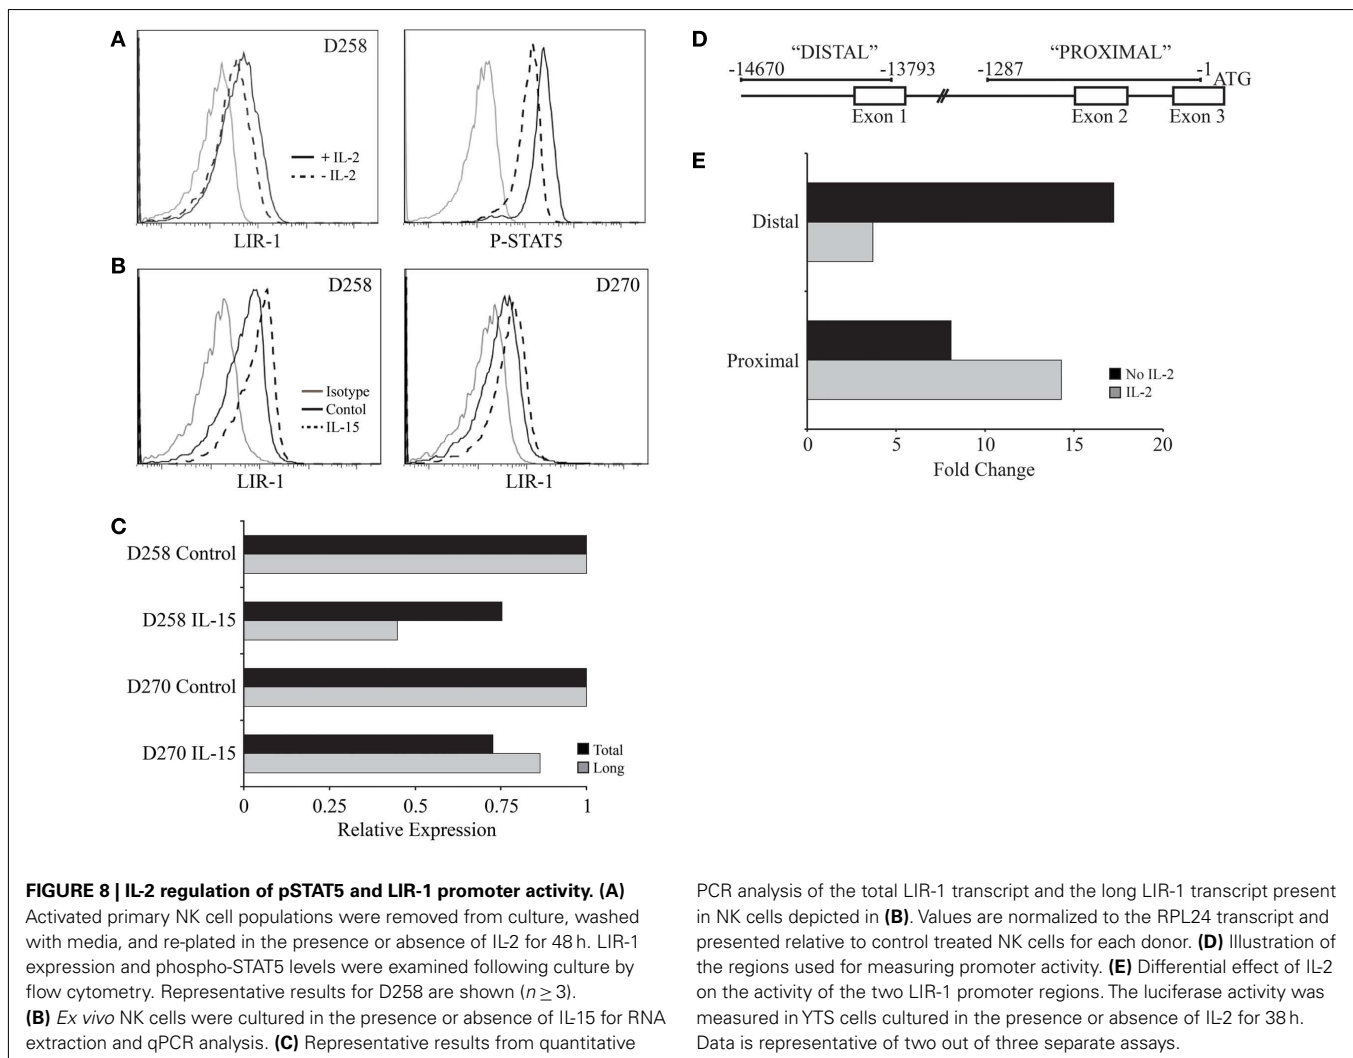 A
D258
+ IL-2
- IL-2
LIR-1
P-STAT5
B
D258
Isotype
Contol
IL-15
LIR-1
D270
LIR-1
C
D258 Control
D258 IL-15
D270 Control
D270 IL-15
Total
Long
0 0.25 0.5 0.75 1
Relative Expression
D
"DISTAL" "PROXIMAL"
-14670 -13793 -1287 -1
ATG
Exon 1 Exon 2 Exon 3
E
Distal
Proximal
No IL-2
IL-2
0 5 10 15 20
Fold Change
FIGURE 8 | IL-2 regulation of pSTAT5 and LIR-1 promoter activity. (A)
Activated primary NK cell populations were removed from culture, washed
with media, and re-plated in the presence or absence of IL-2 for 48 h. LIR-1
expression and phospho-STAT5 levels were examined following culture by
flow cytometry. Representative results for D258 are shown (n ≥ 3).
(B) Ex vivo NK cells were cultured in the presence or absence of IL-15 for RNA
extraction and qPCR analysis. (C) Representative results from quantitative
PCR analysis of the total LIR-1 transcript and the long LIR-1 transcript present
in NK cells depicted in (B). Values are normalized to the RPL24 transcript and
presented relative to control treated NK cells for each donor. (D) Illustration of
the regions used for measuring promoter activity. (E) Differential effect of IL-2
on the activity of the two LIR-1 promoter regions. The luciferase activity was
measured in YTS cells cultured in the presence or absence of IL-2 for 38 h.
Data is representative of two out of three separate assays.